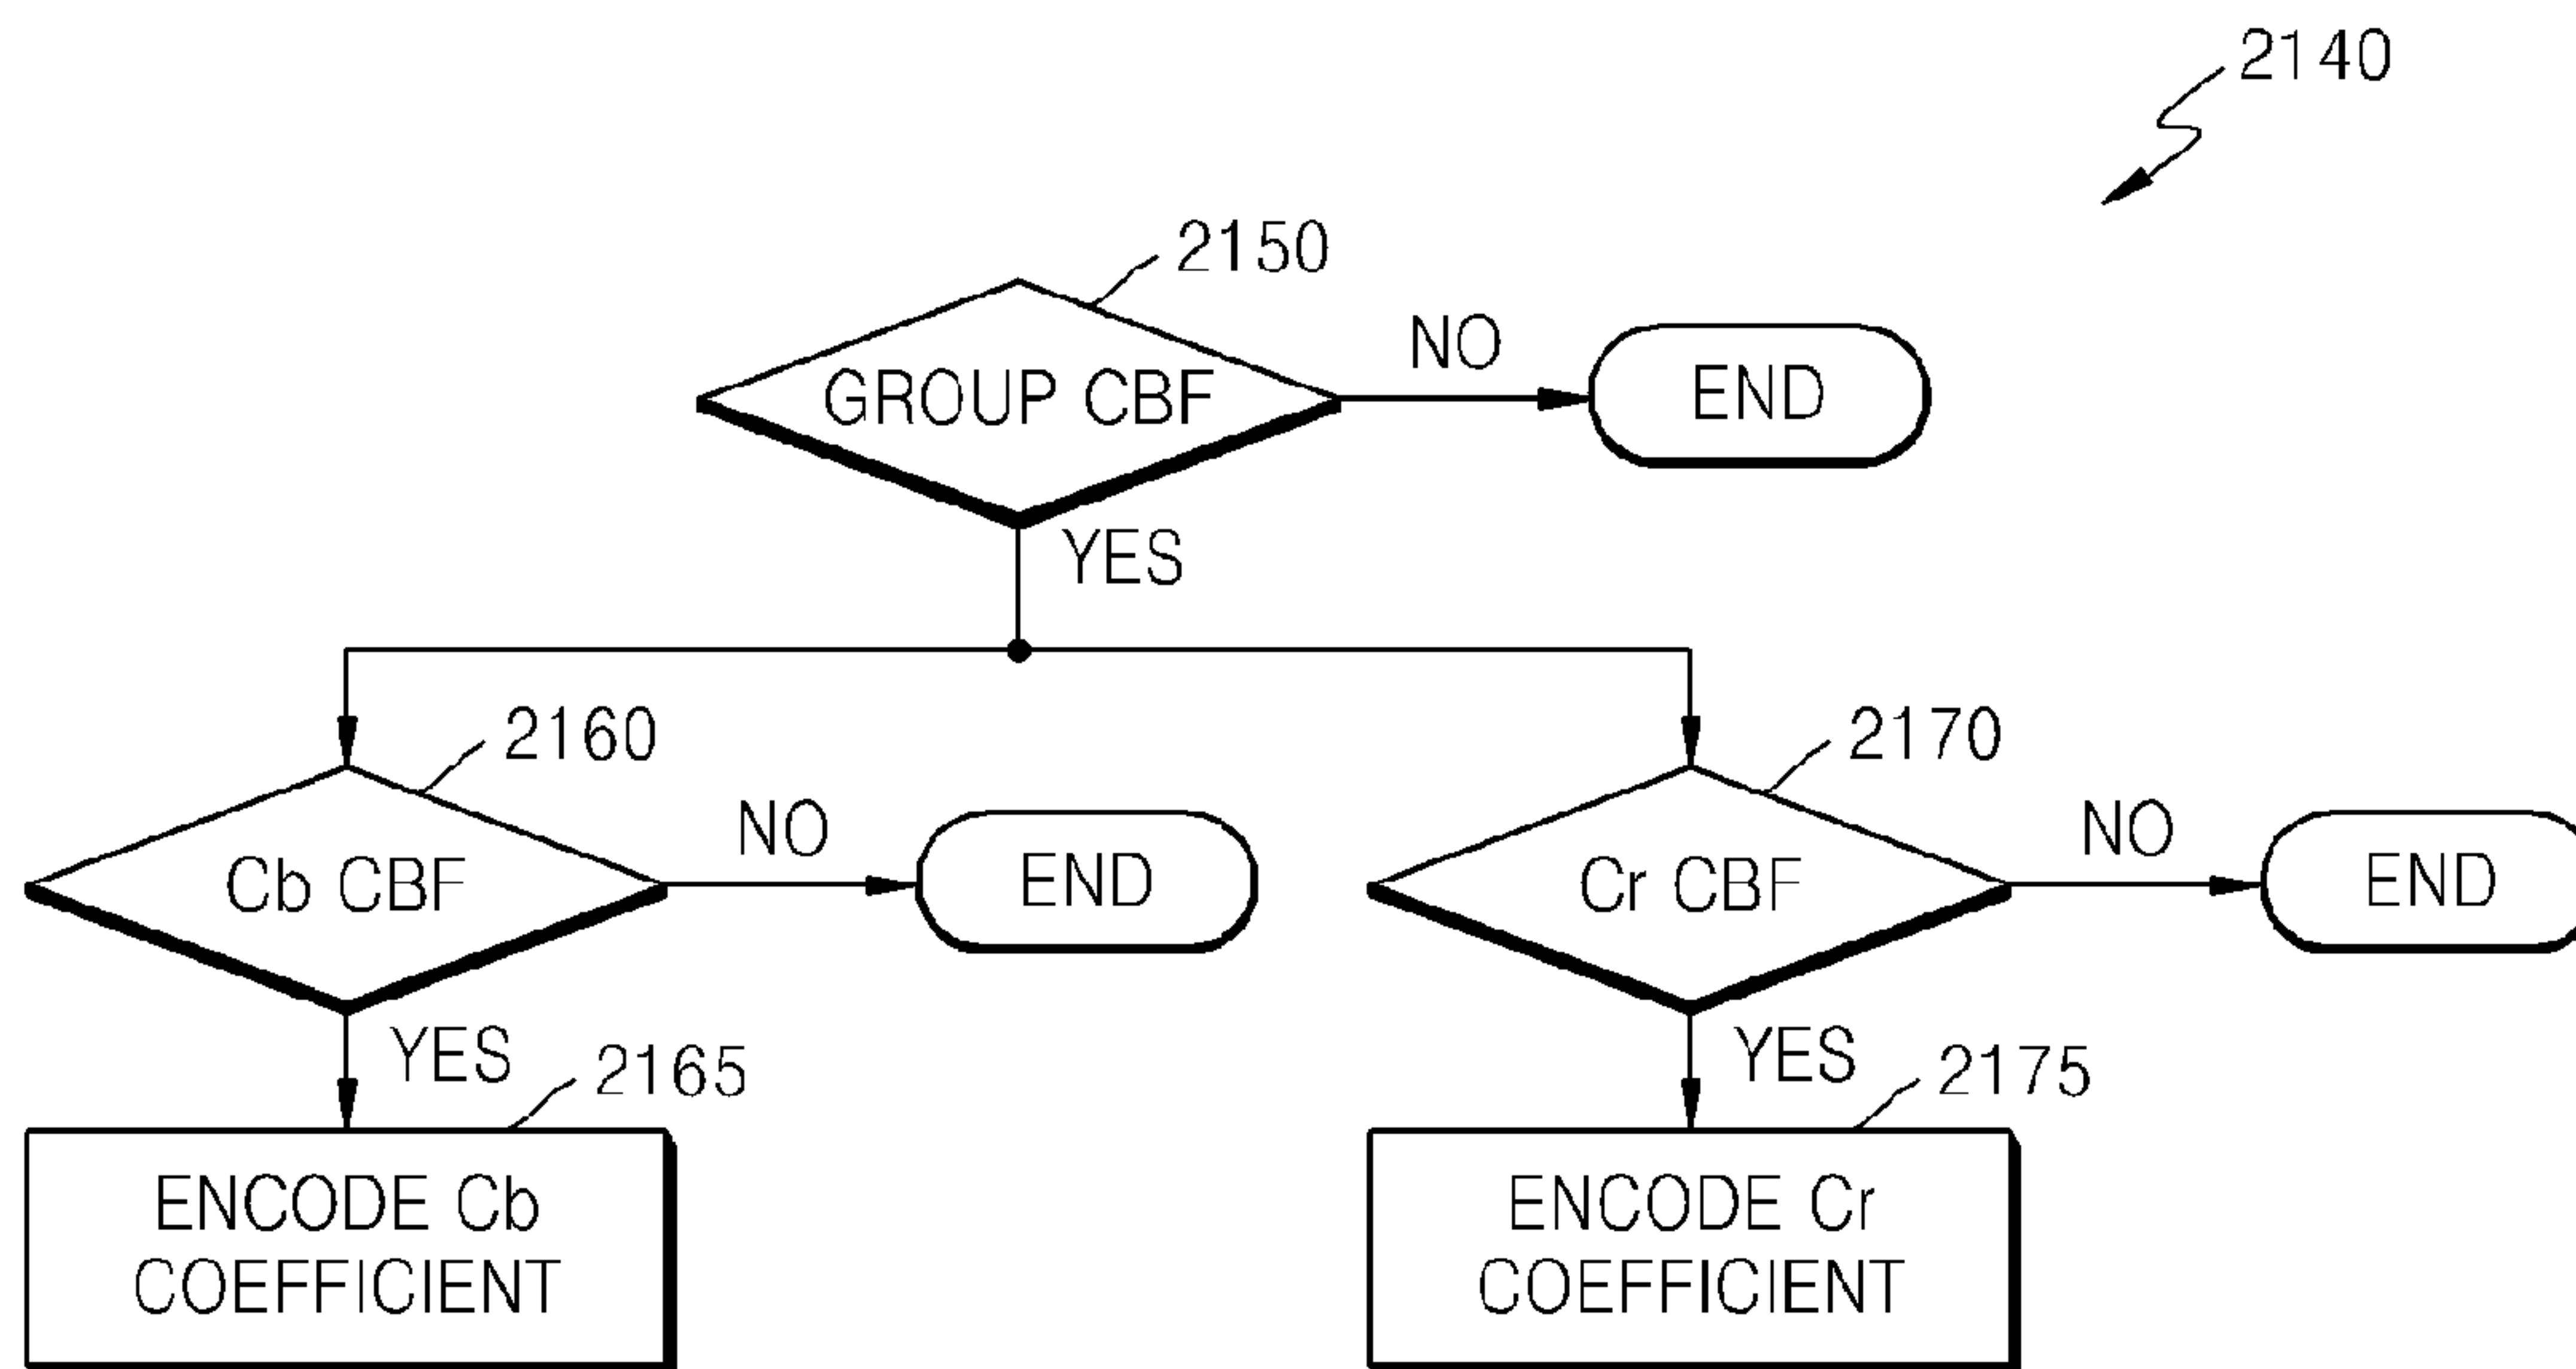 2140
2150
GROUP CBF
NO
END
YES
2160
Cb CBF
NO
END
2170
Cr CBF
NO
END
YES
2165
ENCODE Cb
COEFFICIENT
YES
2175
ENCODE Cr
COEFFICIENT